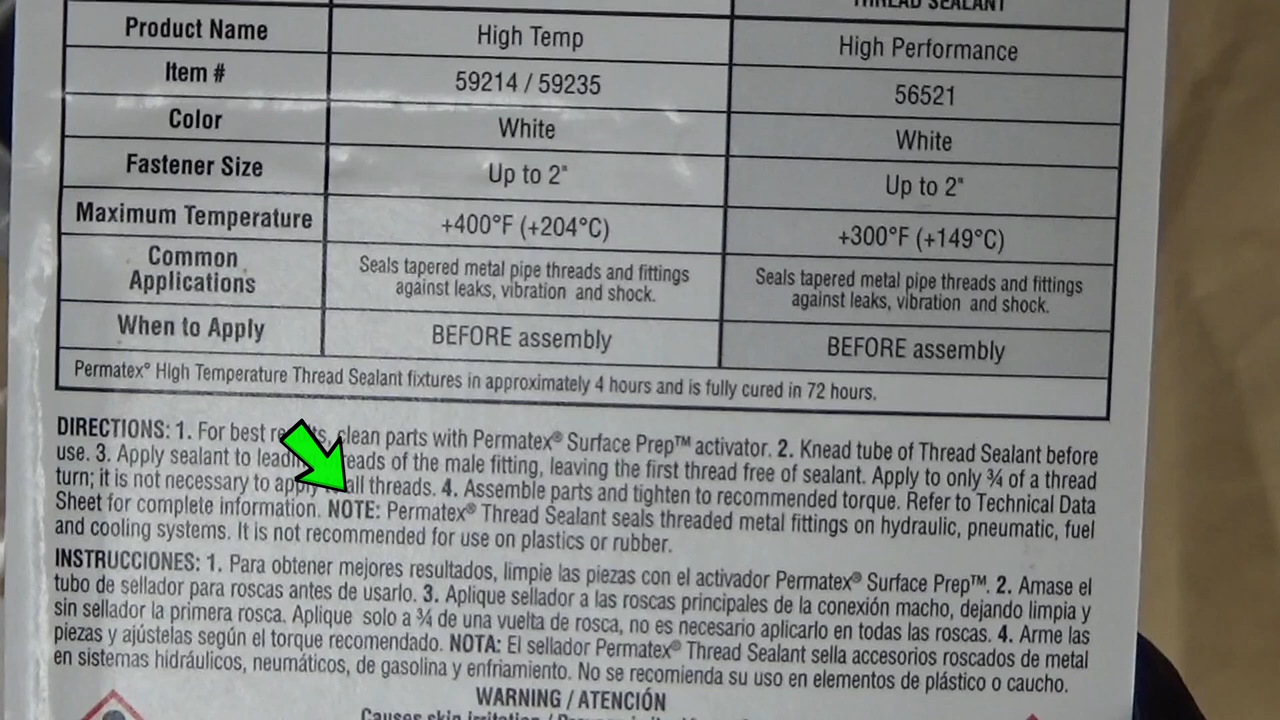 THREAD SEALANT
Product Name High Temp High Performance
Item # 59214 / 59235 56521
Color White White
Fastener Size Up to 2" Up to 2"
Maximum Temperature +400°F (+204°C) +300°F (+149°C)
Common Applications Seals tapered metal pipe threads and fittings against leaks, vibration and shock. Seals tapered metal pipe threads and fittings against leaks, vibration and shock.
When to Apply BEFORE assembly BEFORE assembly
Permatex® High Temperature Thread Sealant fixtures in approximately 4 hours and is fully cured in 72 hours.
DIRECTIONS: 1. For best results, clean parts with Permatex® Surface Prep™ activator. 2. Knead tube of Thread Sealant before
use. 3. Apply sealant to leading threads of the male fitting, leaving the first thread free of sealant. Apply to only ¾ of a thread
turn; it is not necessary to apply to all threads. 4. Assemble parts and tighten to recommended torque. Refer to Technical Data
Sheet for complete information. NOTE: Permatex® Thread Sealant seals threaded metal fittings on hydraulic, pneumatic, fuel
and cooling systems. It is not recommended for use on plastics or rubber.
INSTRUCCIONES: 1. Para obtener mejores resultados, limpie las piezas con el activador Permatex® Surface Prep™. 2. Amase el
tubo de sellador para roscas antes de usarlo. 3. Aplique sellador a las roscas principales de la conexión macho, dejando limpia y
sin sellador la primera rosca. Aplique solo a ¾ de una vuelta de rosca, no es necesario aplicarlo en todas las roscas. 4. Arme las
piezas y ajústelas según el torque recomendado. NOTA: El sellador Permatex® Thread Sealant sella accesorios roscados de metal
en sistemas hidráulicos, neumáticos, de gasolina y enfriamiento. No se recomienda su uso en elementos de plástico o caucho.
WARNING / ATENCIÓN
Causes skin irritation /